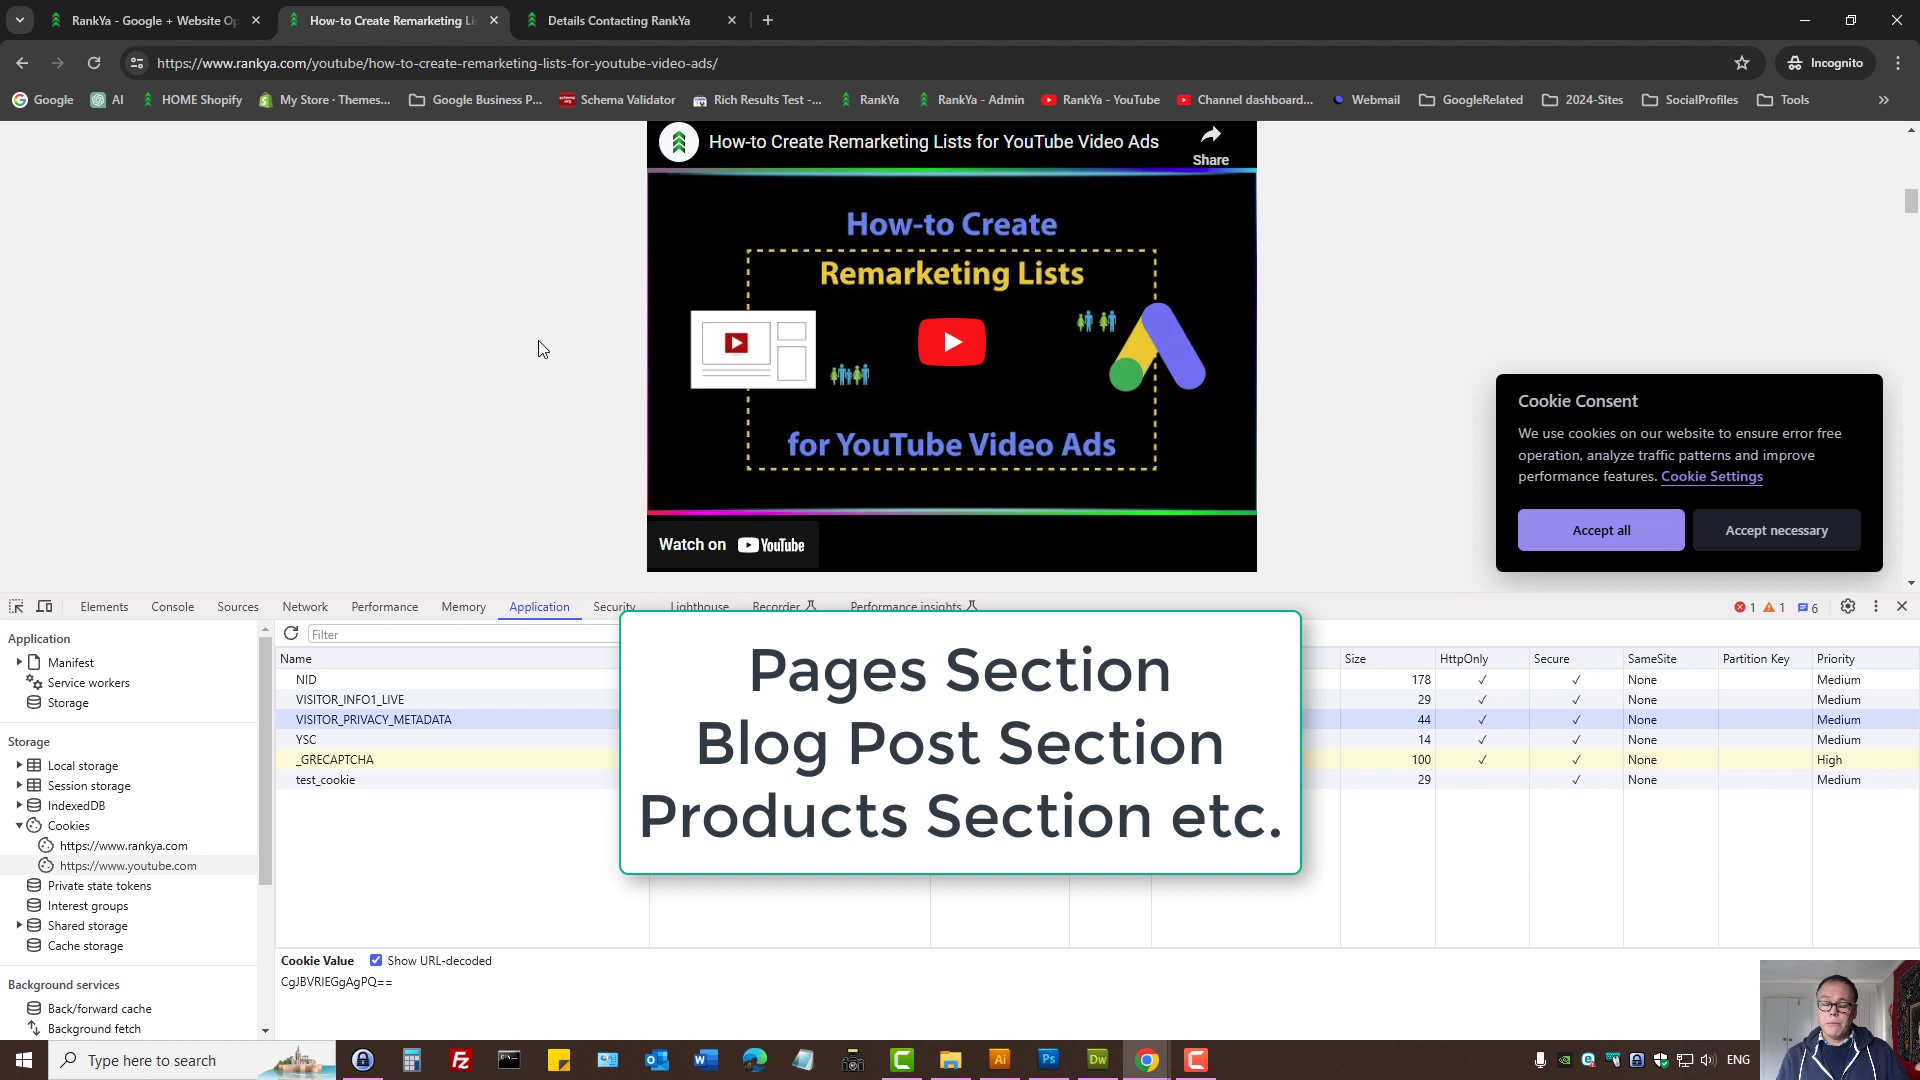 RankYa - Google + Website Op
How-to Create Remarketing Li
Details Contacting RankYa
https://www.rankya.com/youtube/how-to-create-remarketing-lists-for-youtube-video-ads/
Incognito
Google
AI
HOME Shopify
My Store · Themes...
Google Business P...
Schema Validator
Rich Results Test -...
RankYa
RankYa - Admin
RankYa - YouTube
Channel dashboard...
Webmail
GoogleRelated
2024-Sites
SocialProfiles
Tools
How-to Create Remarketing Lists for YouTube Video Ads
Share
How-to Create
Remarketing Lists
for YouTube Video Ads
Watch on YouTube
Cookie Consent
We use cookies on our website to ensure error free
operation, analyze traffic patterns and improve
performance features. Cookie Settings
Accept all
Accept necessary
Elements Console Sources Network Performance Memory Application Security Lighthouse Recorder Performance insights
1 1 6
Application
Manifest
Service workers
Storage
Storage
Local storage
Session storage
IndexedDB
Cookies
https://www.rankya.com
https://www.youtube.com
Private state tokens
Interest groups
Shared storage
Cache storage
Background services
Back/forward cache
Background fetch
Filter
Name Size HttpOnly Secure SameSite Partition Key Priority
NID 178 ✓ ✓ None Medium
VISITOR_INFO1_LIVE 29 ✓ ✓ None Medium
VISITOR_PRIVACY_METADATA 44 ✓ ✓ None Medium
YSC 14 ✓ ✓ None Medium
_GRECAPTCHA 100 ✓ ✓ None High
test_cookie 29 ✓ None Medium
Pages Section
Blog Post Section
Products Section etc.
Cookie Value Show URL-decoded
CgJBVRIEGgAgPQ==
Type here to search
ENG